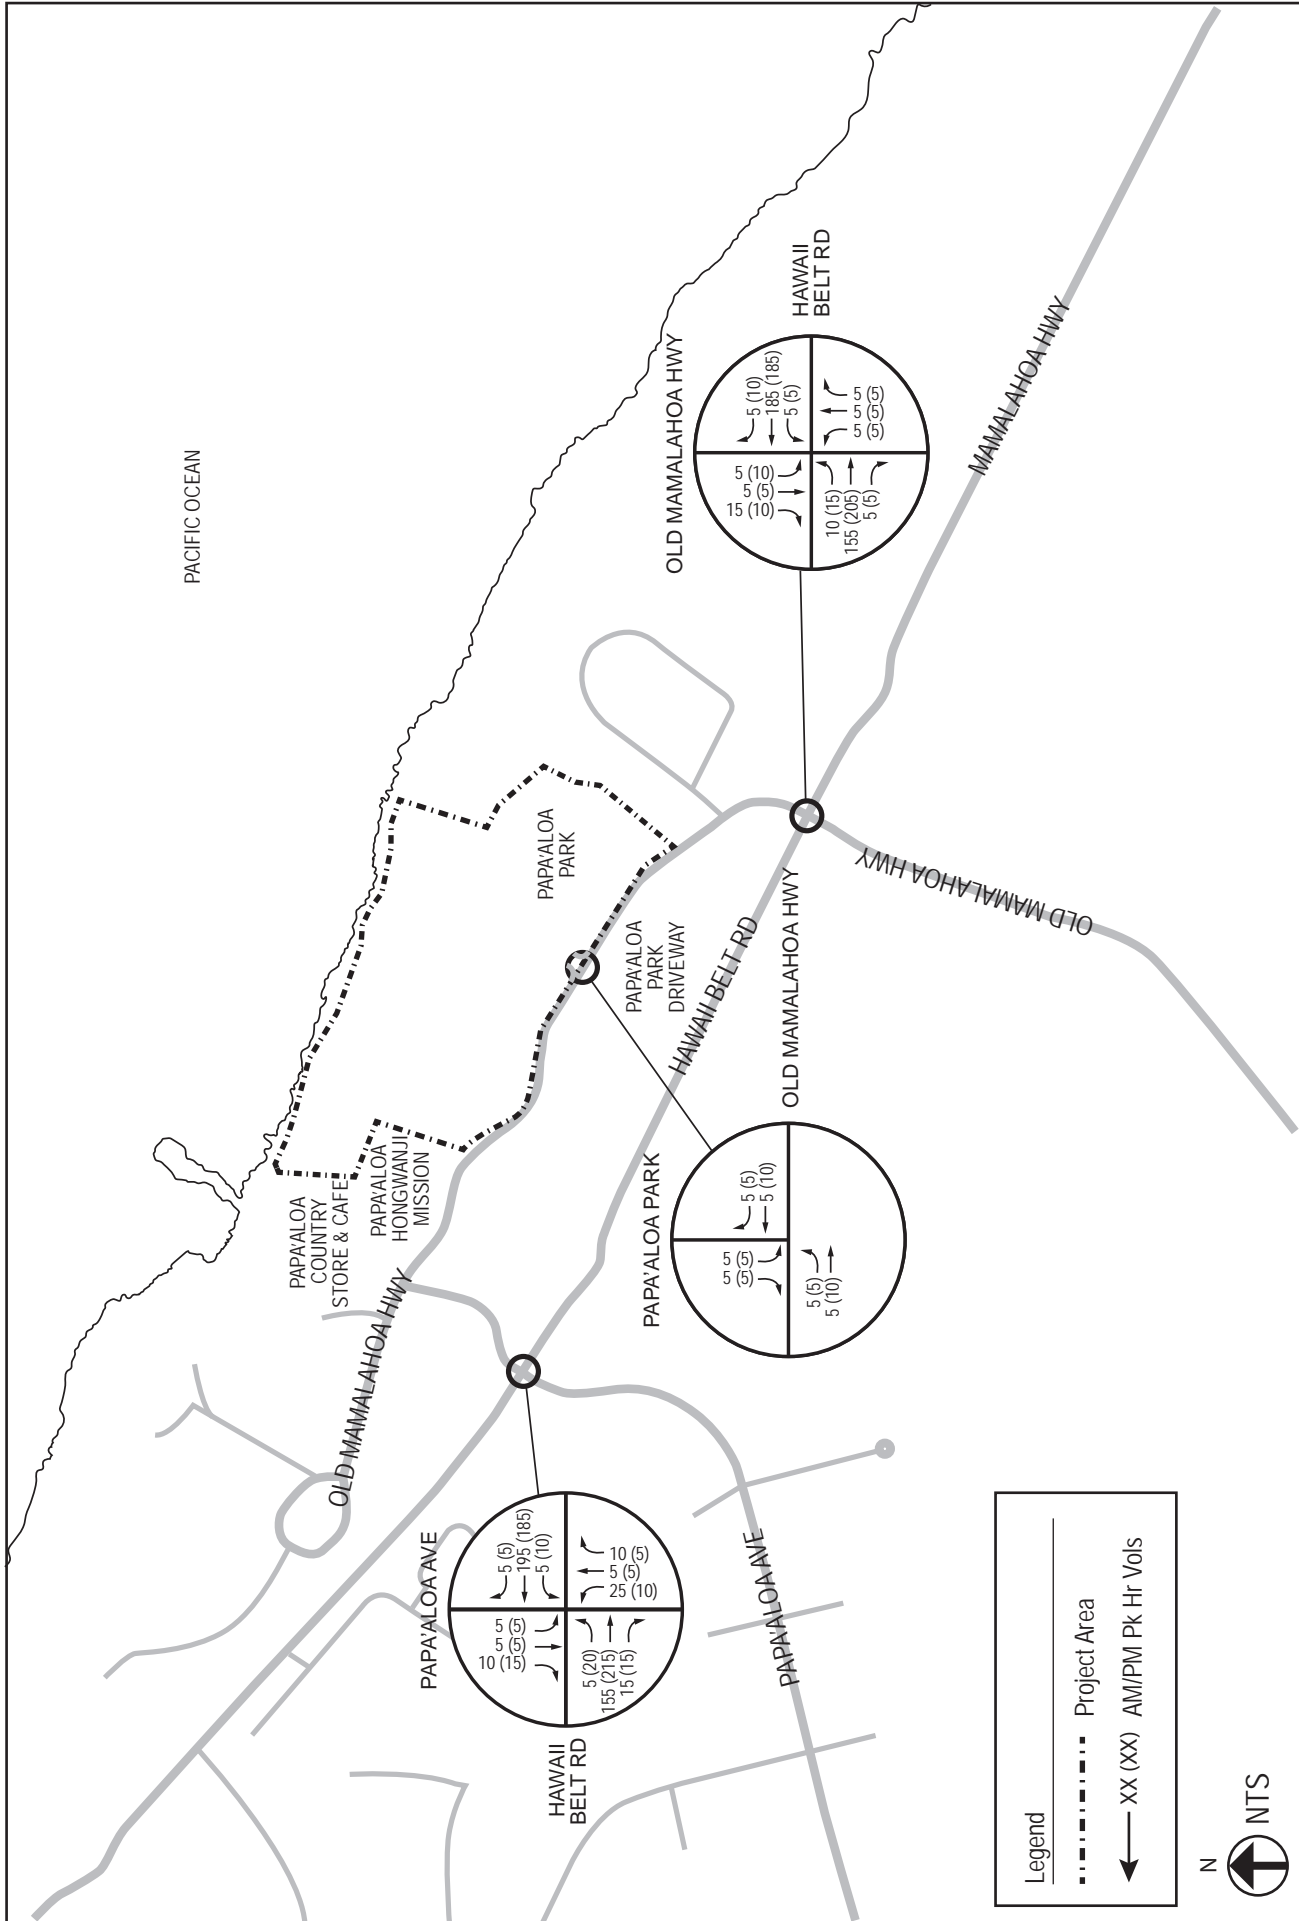 PACIFIC OCEAN
OLD MAMALAHOA HWY
HAWAII
BELT RD
5 (10)
185 (185)
5 (5)
5 (10)
5 (5)
15 (10)
10 (15)
155 (205)
5 (5)
5 (5)
5 (5)
5 (5)
MAMALAHOA HWY
PAPA'ALOA
PARK
PAPA'ALOA
PARK
DRIVEWAY
HAWAII BELT RD
OLD MAMALAHOA HWY
OLD MAMALAHOA HWY
PAPA'ALOA
COUNTRY
STORE & CAFE
PAPA'ALOA
HONGWANJI
MISSION
PAPA'ALOA PARK
5 (5)
5 (10)
5 (5)
5 (5)
5 (5)
5 (10)
OLD MAMALAHOA HWY
PAPA'ALOA AVE
5 (5)
195 (185)
5 (10)
5 (5)
5 (5)
10 (15)
5 (20)
155 (215)
15 (15)
10 (5)
5 (5)
25 (10)
HAWAII
BELT RD
PAPA'ALOA AVE
Legend
Project Area
XX (XX) AM/PM Pk Hr Vols
N
NTS